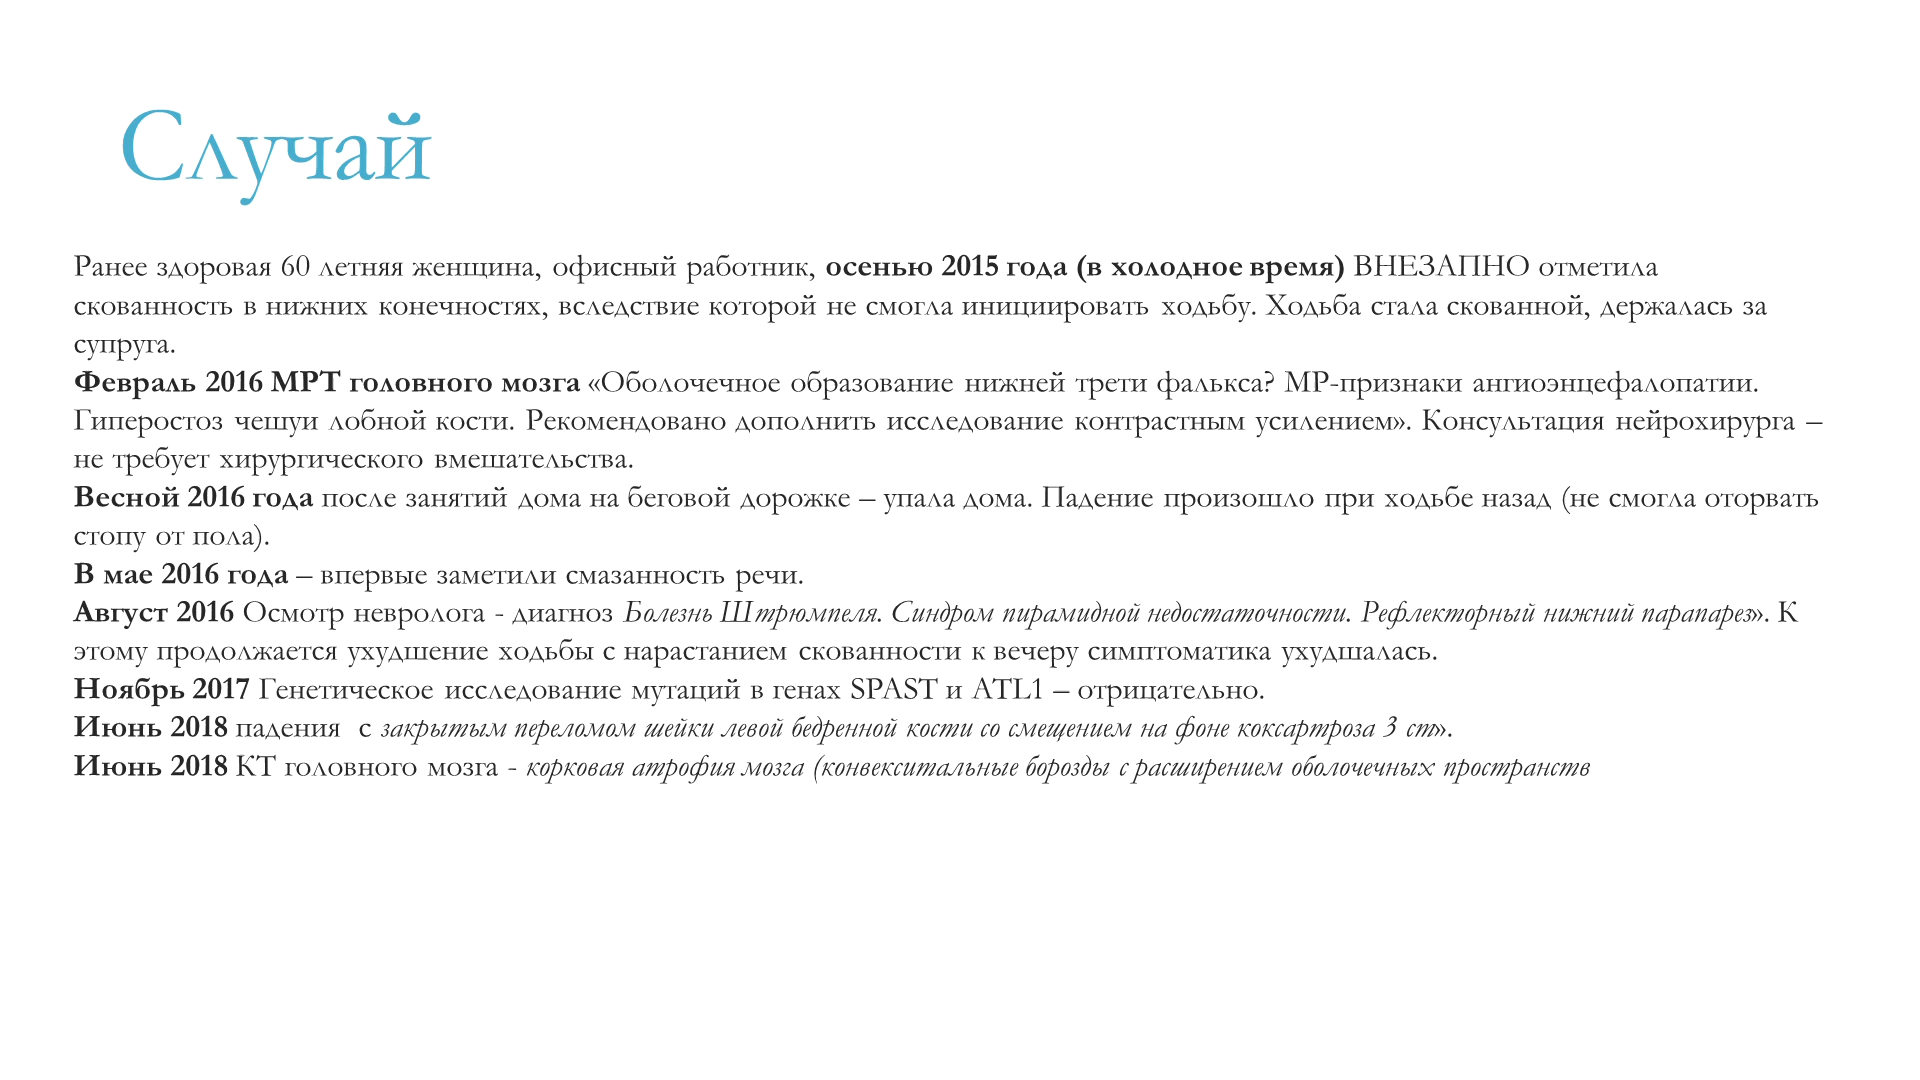 Случай
Ранее здоровая 60 летняя женщина, офисный работник, осенью 2015 года (в холодное время) ВНЕЗАПНО отметила
скованность в нижних конечностях, вследствие которой не смогла инициировать ходьбу. Ходьба стала скованной, держалась за
супруга.
Февраль 2016 МРТ головного мозга «Оболочечное образование нижней трети фалькса? МР-признаки ангиоэнцефалопатии.
Гиперостоз чешуи лобной кости. Рекомендовано дополнить исследование контрастным усилением». Консультация нейрохирурга –
не требует хирургического вмешательства.
Весной 2016 года после занятий дома на беговой дорожке – упала дома. Падение произошло при ходьбе назад (не смогла оторвать
стопу от пола).
В мае 2016 года – впервые заметили смазанность речи.
Август 2016 Осмотр невролога - диагноз Болезнь Штрюмпеля. Синдром пирамидной недостаточности. Рефлекторный нижний парапарез». К
этому продолжается ухудшение ходьбы с нарастанием скованности к вечеру симптоматика ухудшалась.
Ноябрь 2017 Генетическое исследование мутаций в генах SPAST и ATL1 – отрицательно.
Июнь 2018 падения с закрытым переломом шейки левой бедренной кости со смещением на фоне коксартроза 3 ст».
Июнь 2018 КТ головного мозга - корковая атрофия мозга (конвекситальные борозды с расширением оболочечных пространств